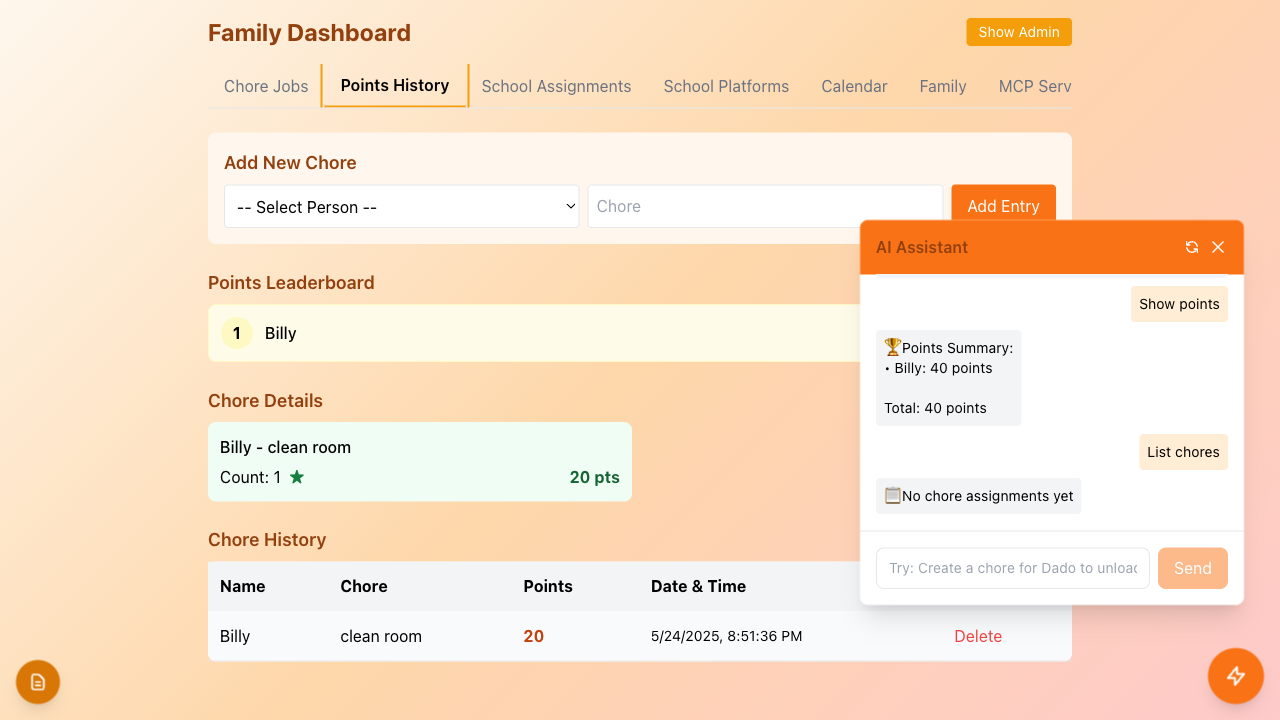 Family Dashboard
Show Admin
Chore Jobs
Points History
School Assignments
School Platforms
Calendar
Family
MCP Serv
Add New Chore
-- Select Person --
Chore
Add Entry
Points Leaderboard
1 Billy
Chore Details
Billy - clean room
Count: 1 ★ 20 pts
Chore History
Name Chore Points Date & Time
Billy clean room 20 5/24/2025, 8:51:36 PM Delete
AI Assistant
Show points
🏆Points Summary:
• Billy: 40 points
Total: 40 points
List chores
📋No chore assignments yet
Try: Create a chore for Dado to unload
Send